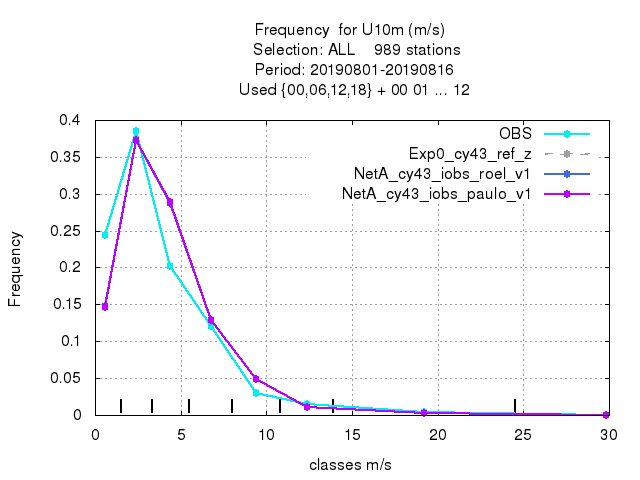 Frequency  for U10m (m/s)
Selection: ALL    989 stations
Period: 20190801-20190816
Used {00,06,12,18} + 00 01 ... 12
OBS
Exp0_cy43_ref_z
NetA_cy43_iobs_roel_v1
NetA_cy43_iobs_paulo_v1
Frequency
0.4
0.35
0.3
0.25
0.2
0.15
0.1
0.05
0
0 5 10 15 20 25 30
classes m/s